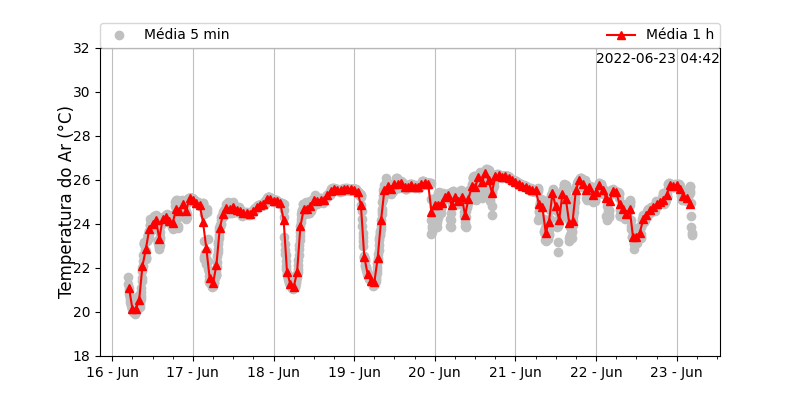 Média 5 min
Média 1 h
2022-06-23 04:42
Temperatura do Ar (°C)
32
30
28
26
24
22
20
18
16 - Jun
17 - Jun
18 - Jun
19 - Jun
20 - Jun
21 - Jun
22 - Jun
23 - Jun